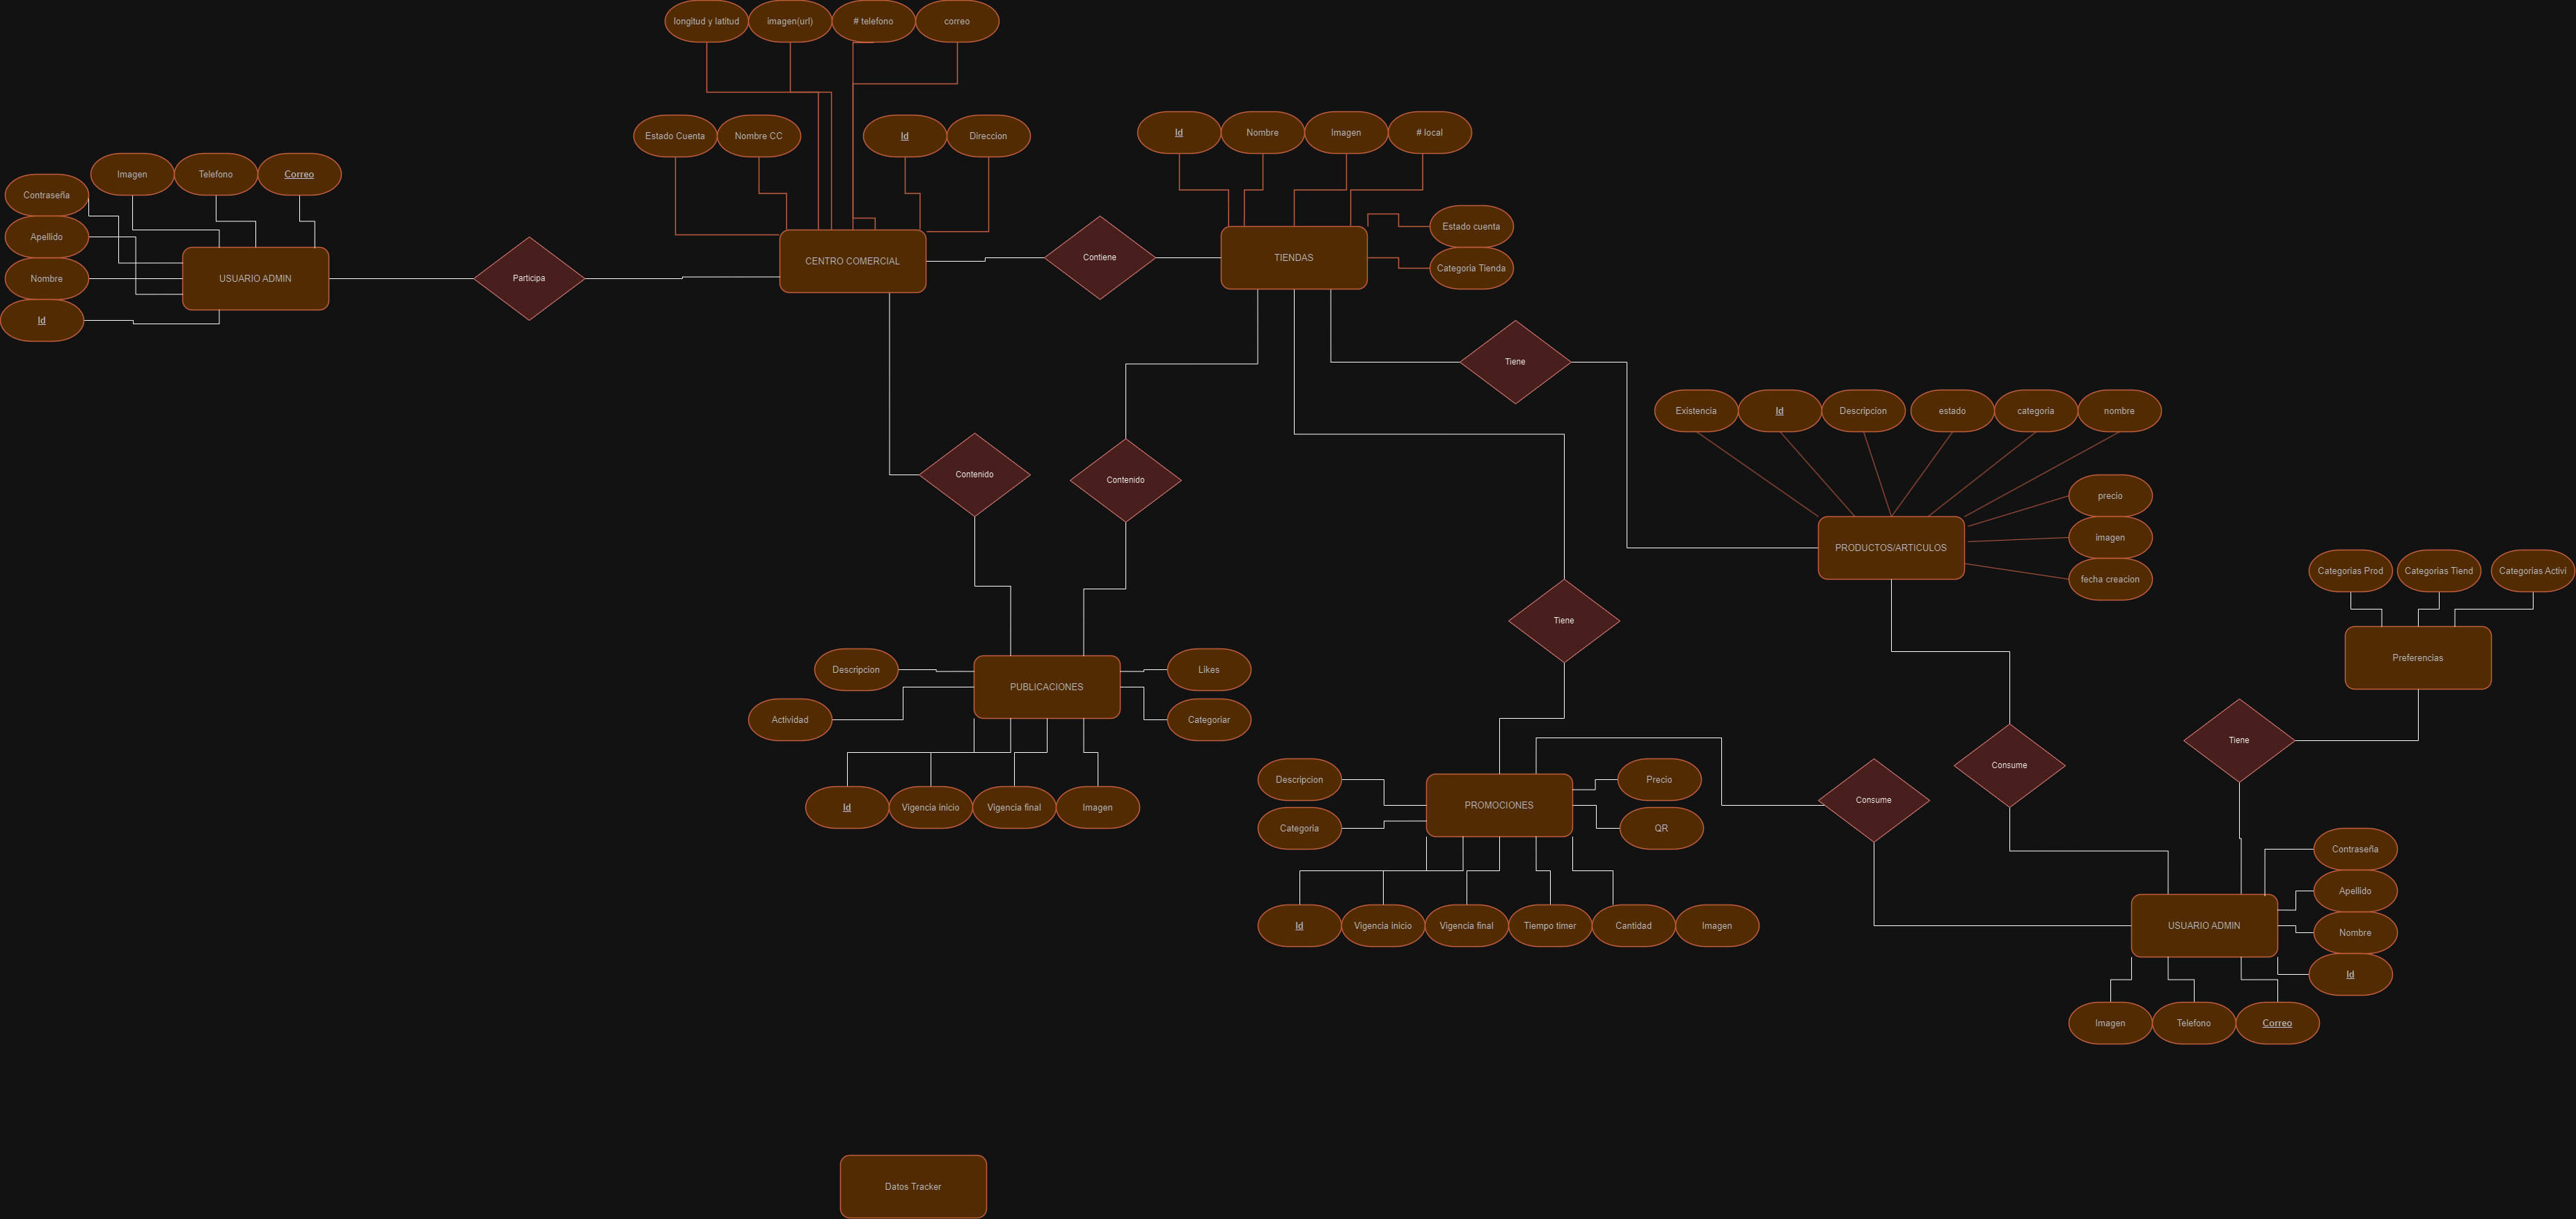 longitud y latitud
imagen(url)
# telefono
correo
Estado Cuenta
Nombre CC
Id
Direccion
Id
Nombre
Imagen
# local
Imagen
Telefono
Correo
Contraseña
Apellido
Nombre
Id
USUARIO ADMIN
Participa
CENTRO COMERCIAL
Contiene
TIENDAS
Estado cuenta
Categoria Tienda
Tiene
Existencia
Id
Descripcion
estado
categoria
nombre
Contenido
Contenido
precio
imagen
fecha creacion
PRODUCTOS/ARTICULOS
Categorias Prod
Categorias Tiend
Categorias Activi
Tiene
Preferencias
Descripcion
Likes
PUBLICACIONES
Actividad
Categoriar
Tiene
Consume
Id
Vigencia inicio
Vigencia final
Imagen
Descripcion
Precio
PROMOCIONES
Consume
Categoria
QR
Contraseña
Apellido
Nombre
Id
USUARIO ADMIN
Id
Vigencia inicio
Vigencia final
Tiempo timer
Cantidad
Imagen
Imagen
Telefono
Correo
Datos Tracker